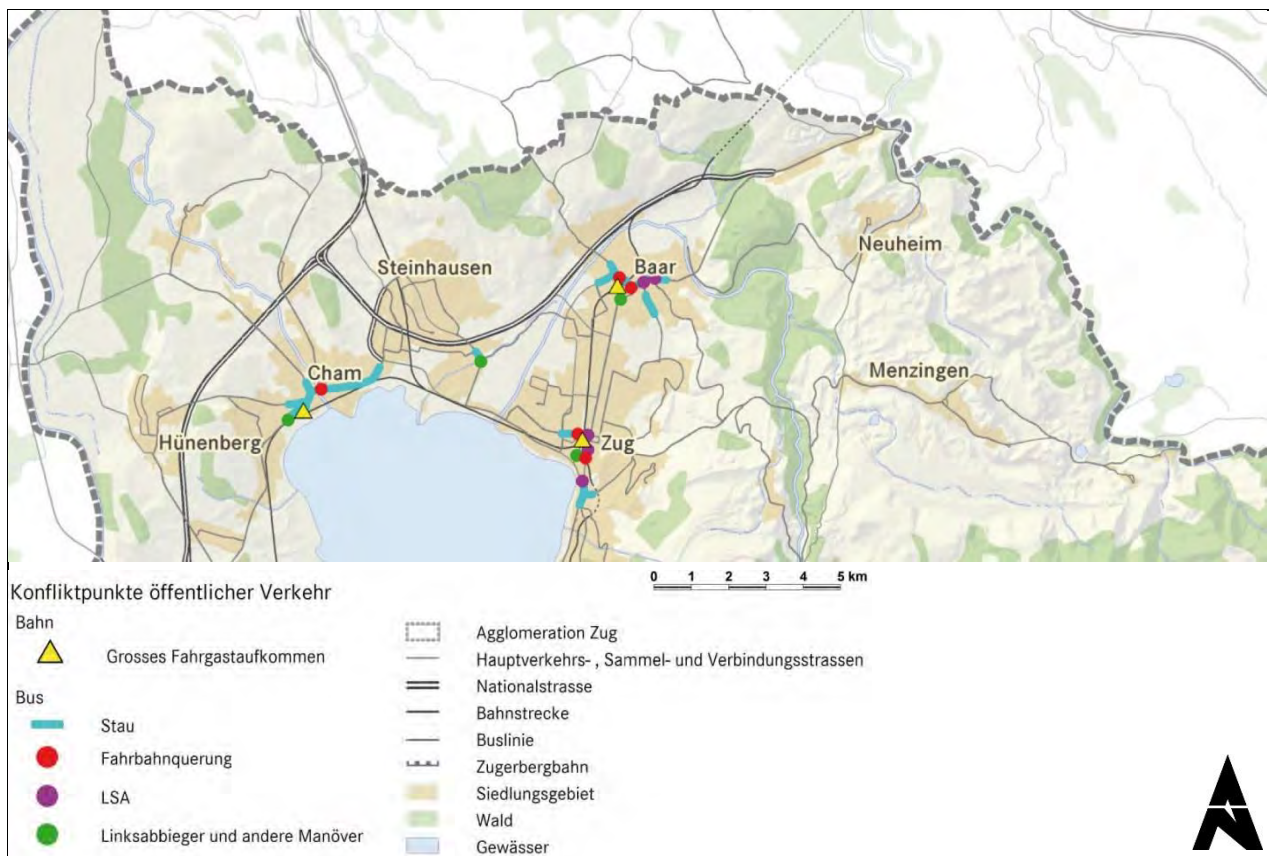 Steinhausen
Baar
Neuheim
Cham
Menzingen
Hünenberg
Zug
0 1 2 3 4 5 km
Konfliktpunkte öffentlicher Verkehr
Bahn
Grosses Fahrgastaufkommen
Bus
Stau
Fahrbahnquerung
LSA
Linksabbieger und andere Manöver
Agglomeration Zug
Hauptverkehrs- , Sammel- und Verbindungsstrassen
Nationalstrasse
Bahnstrecke
Buslinie
Zugerbergbahn
Siedlungsgebiet
Wald
Gewässer
N